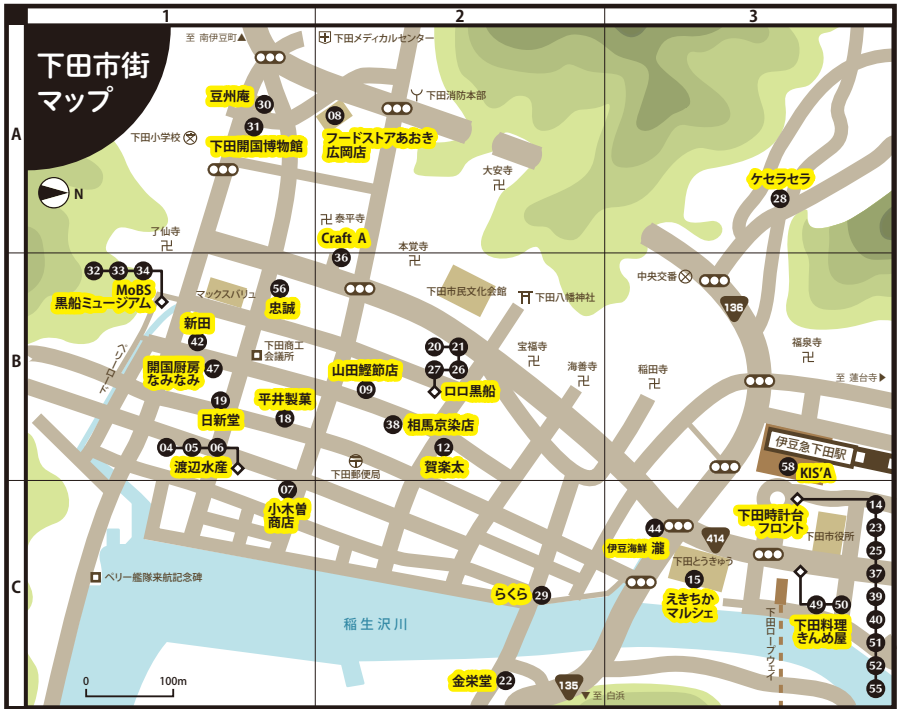 1
2
3
A
B
C
下田市街
マップ
N
至 南伊豆町▲
下田メディカルセンター
豆州庵
30
31
下田開国博物館
下田小学校
08
フードストアあおき
広岡店
下田消防本部
大安寺
ケセラセラ
28
了仙寺
泰平寺
Craft A
36
本覚寺
32
33
34
MoBS
黒船ミュージアム
マックスバリュ
56
忠誠
下田市民文化会館
下田八幡神社
中央交番
136
新田
42
ペリーロード
下田商工
会議所
開国厨房
なみなみ
47
山田鰹節店
09
20
21
27
26
ロロ黒船
宝福寺
海善寺
稲田寺
福泉寺
至 蓮台寺▶
19
日新堂
平井製菓
18
38
相馬京染店
12
賀楽太
04
05
06
渡辺水産
下田郵便局
伊豆急下田駅
58
KIS'A
07
小木曽
商店
下田時計台
フロント
下田市役所
14
23
25
37
39
40
51
52
55
44
伊豆海鮮 瀧
414
下田とうきゅう
15
えきちか
マルシェ
49
50
下田料理
きんめ屋
下田ロープウェイ
ペリー艦隊来航記念碑
らくら
29
稲生沢川
金栄堂
22
135
▼至 白浜
0
100m